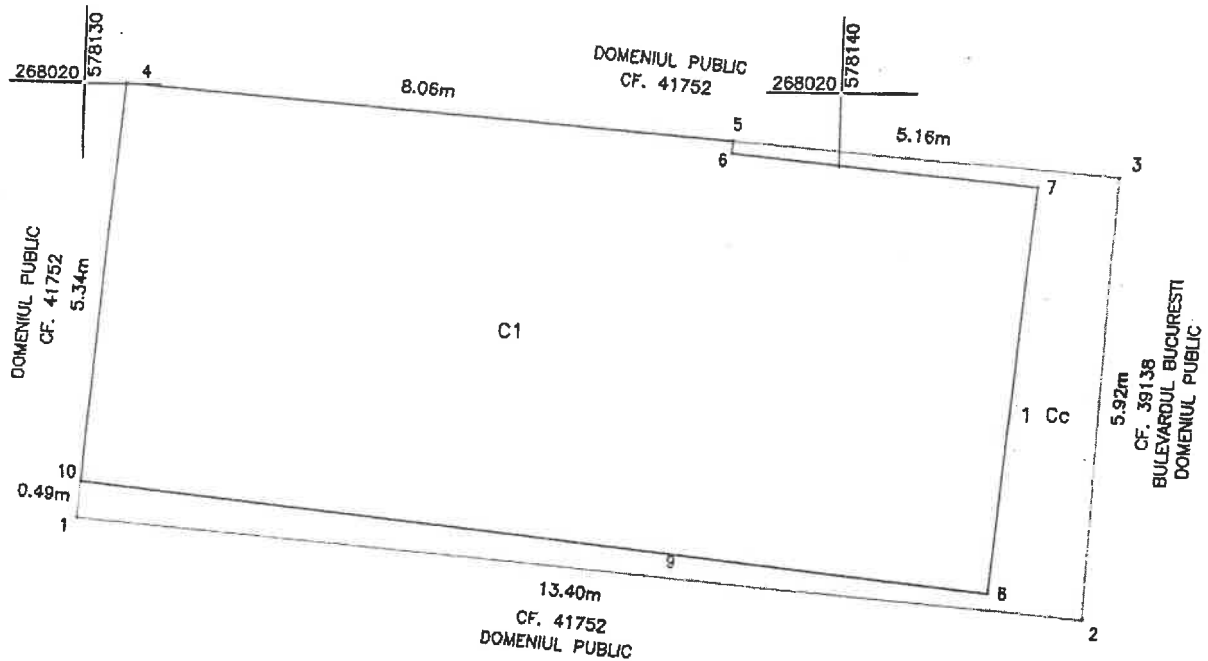 578130
268020
4
8.06m
DOMENIUL PUBLIC
CF. 41752
578140
268020
5
5.16m
3
6
7
DOMENIUL PUBLIC
CF. 41752
5.34m
C1
1 Cc
5.92m
CF. 39138
BULEVARDUL BUCURESTI
DOMENIUL PUBLIC
10
0.49m
1
9
8
13.40m
2
CF. 41752
DOMENIUL PUBLIC